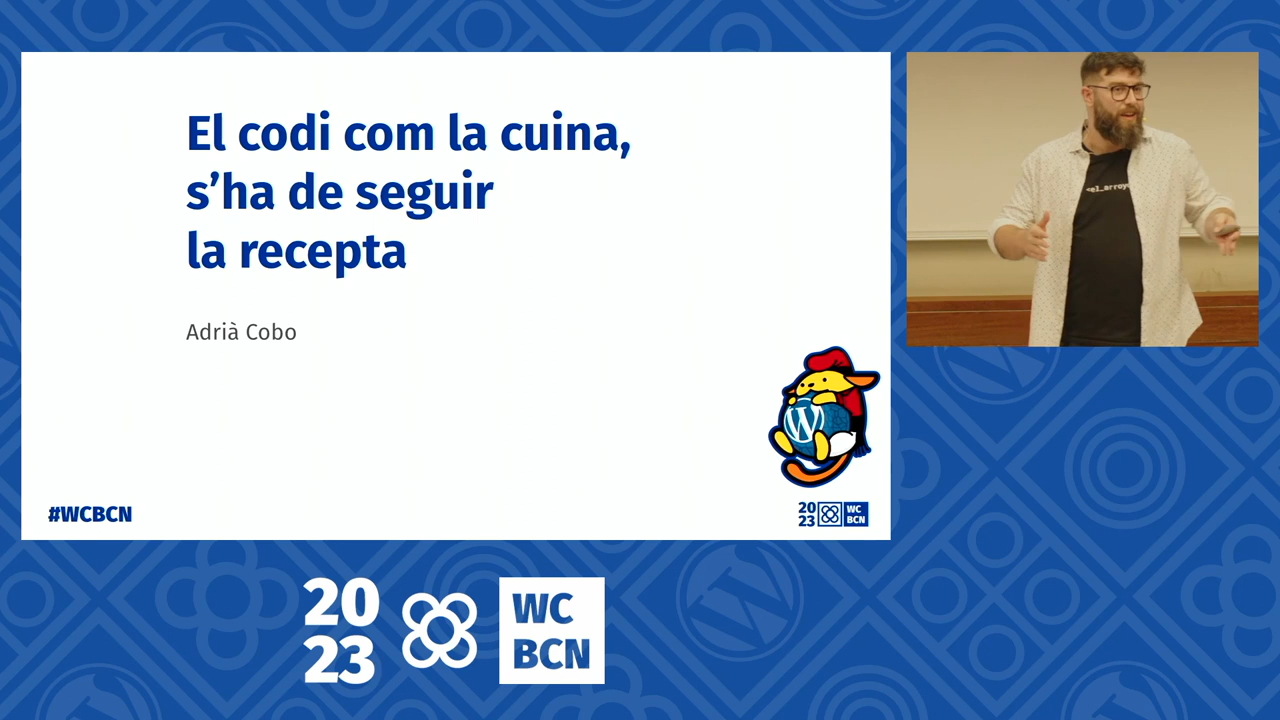 El codi com la cuina,
s’ha de seguir
la recepta
Adrià Cobo
#WCBCN
20
23
WC
BCN
20
23
WC
BCN